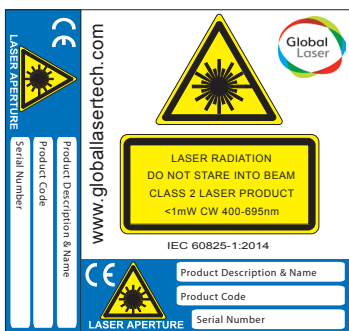 CE
LASER APERTURE
Product Description & Name
Product Code
Serial Number
www.globallasertech.com
Global
Laser
LASER RADIATION
DO NOT STARE INTO BEAM
CLASS 2 LASER PRODUCT
<1mW CW 400-695nm
IEC 60825-1:2014
CE
LASER APERTURE
Product Description & Name
Product Code
Serial Number